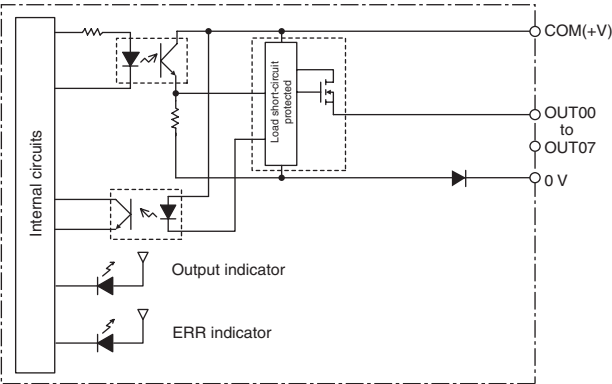 COM(+V)
Internal circuits
Load short-circuit
protected
OUT00
to
OUT07
0 V
Output indicator
ERR indicator